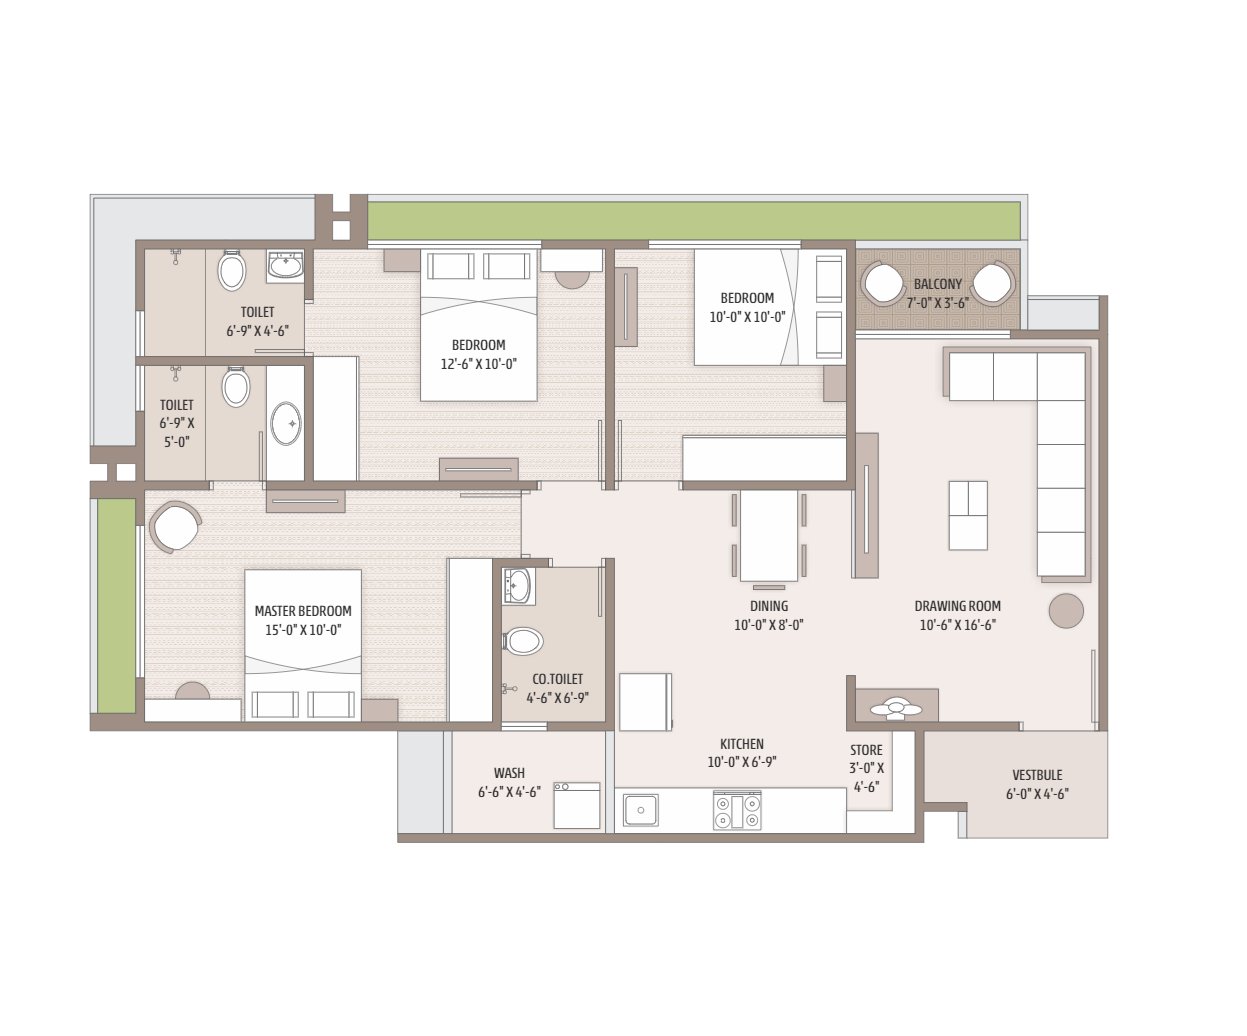 BALCONY
7'-0" X 3'-6"
BEDROOM
10'-0" X 10'-0"
TOILET
6'-9" X 4'-6"
BEDROOM
12'-6" X 10'-0"
TOILET
6'-9" X
5'-0"
MASTER BEDROOM
15'-0" X 10'-0"
DINING
10'-0" X 8'-0"
DRAWING ROOM
10'-6" X 16'-6"
CO.TOILET
4'-6" X 6'-9"
KITCHEN
10'-0" X 6'-9"
STORE
3'-0" X
4'-6"
WASH
6'-6" X 4'-6"
VESTBULE
6'-0" X 4'-6"